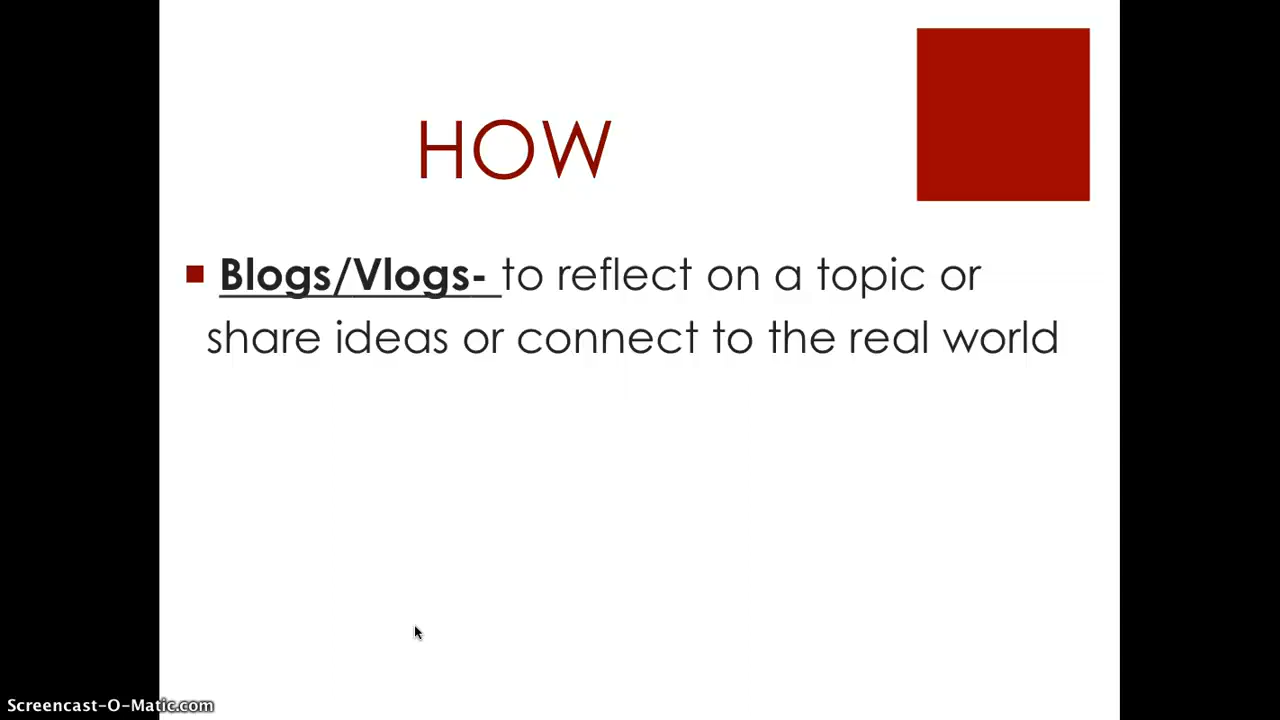 HOW
Blogs/Vlogs- to reflect on a topic or
share ideas or connect to the real world
Screencast-O-Matic.com